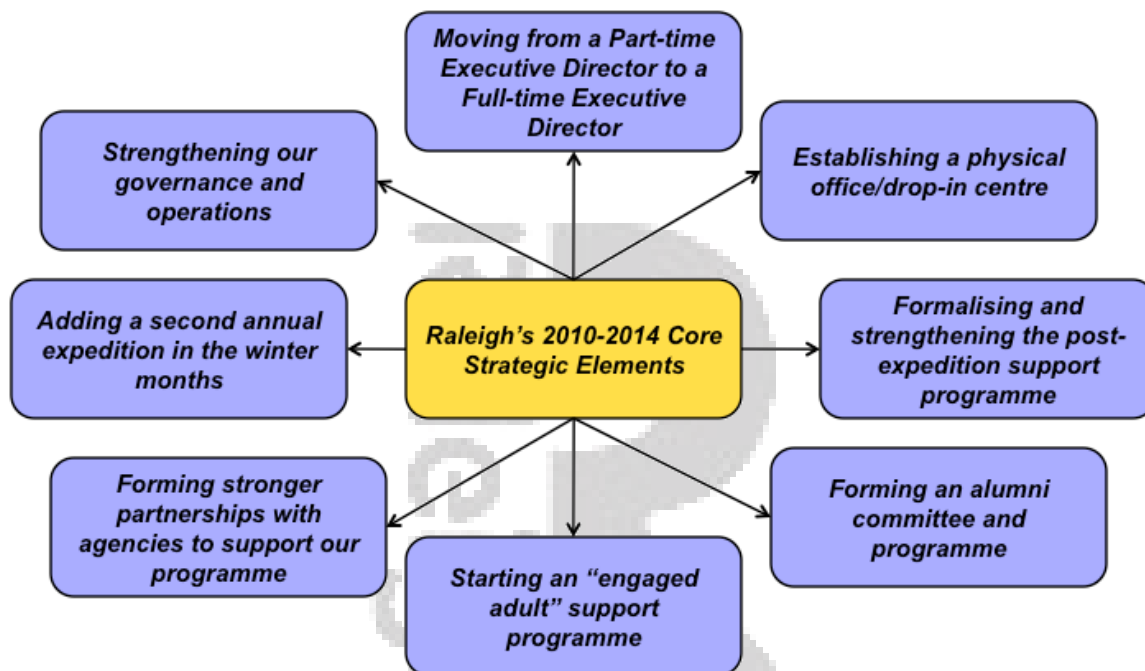 Moving from a Part-time
Executive Director to a
Full-time Executive
Director
Strengthening our
governance and
operations
Establishing a physical
office/drop-in centre
Adding a second annual
expedition in the winter
months
Raleigh's 2010-2014 Core
Strategic Elements
Formalising and
strengthening the post-
expedition support
programme
Forming stronger
partnerships with
agencies to support our
programme
Starting an “engaged
adult” support
programme
Forming an alumni
committee and
programme